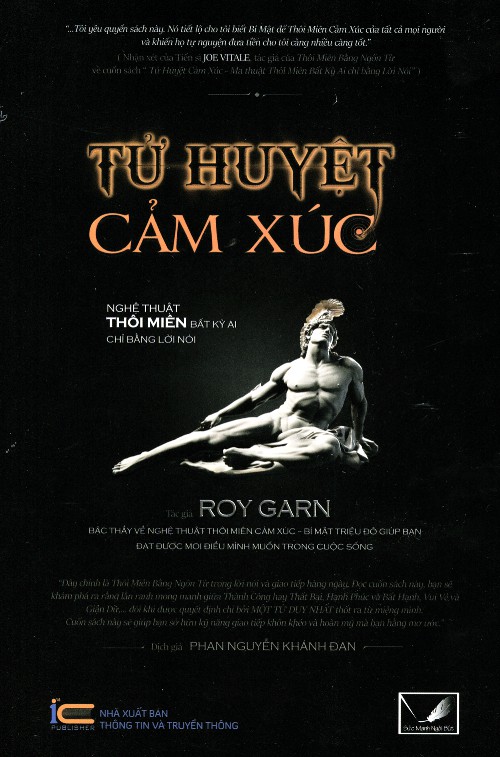 "...Tôi yêu quyển sách này. Nó tiết lộ cho tôi biết Bí Mật để Thôi Miên Cảm Xúc của tất cả mọi người
và khiến họ tự nguyện đưa tiền cho tôi càng nhiều càng tốt."
( Nhận xét của Tiến sĩ JOE VITALE, tác giả của Thôi Miên Bằng Ngôn Từ
về cuốn sách " Tử Huyệt Cảm Xúc - Ma thuật Thôi Miên Bất Kỳ Ai chỉ bằng Lời Nói" )
TỬ HUYỆT
CẢM XÚC
NGHỆ THUẬT
THÔI MIÊN BẤT KỲ AI
CHỈ BẰNG LỜI NÓI
Tác giả ROY GARN
BẬC THẦY VỀ NGHỆ THUẬT THÔI MIÊN CẢM XÚC - BÍ MẬT TRIỆU ĐÔ GIÚP BẠN
ĐẠT ĐƯỢC MỌI ĐIỀU MÌNH MUỐN TRONG CUỘC SỐNG
"Đây chính là Thôi Miên Bằng Ngôn Từ trong lời nói và giao tiếp hàng ngày. Đọc cuốn sách này, bạn sẽ
khám phá ra rằng lằn ranh mong manh giữa Thành Công hay Thất Bại, Hạnh Phúc và Bất Hạnh, Vui Vẻ và
Giận Dữ,... đôi khi được quyết định chỉ bởi MỘT TỪ DUY NHẤT thốt ra từ miệng mình.
Cuốn sách này sẽ giúp bạn sở hữu kỹ năng giao tiếp khôn khéo và hoàn mỹ mà bạn hằng mơ ước."
Dịch giả PHAN NGUYỄN KHÁNH ĐAN
ic
PUBLISHER
NHÀ XUẤT BẢN
THÔNG TIN VÀ TRUYỀN THÔNG
Sức Mạnh Ngòi Bút